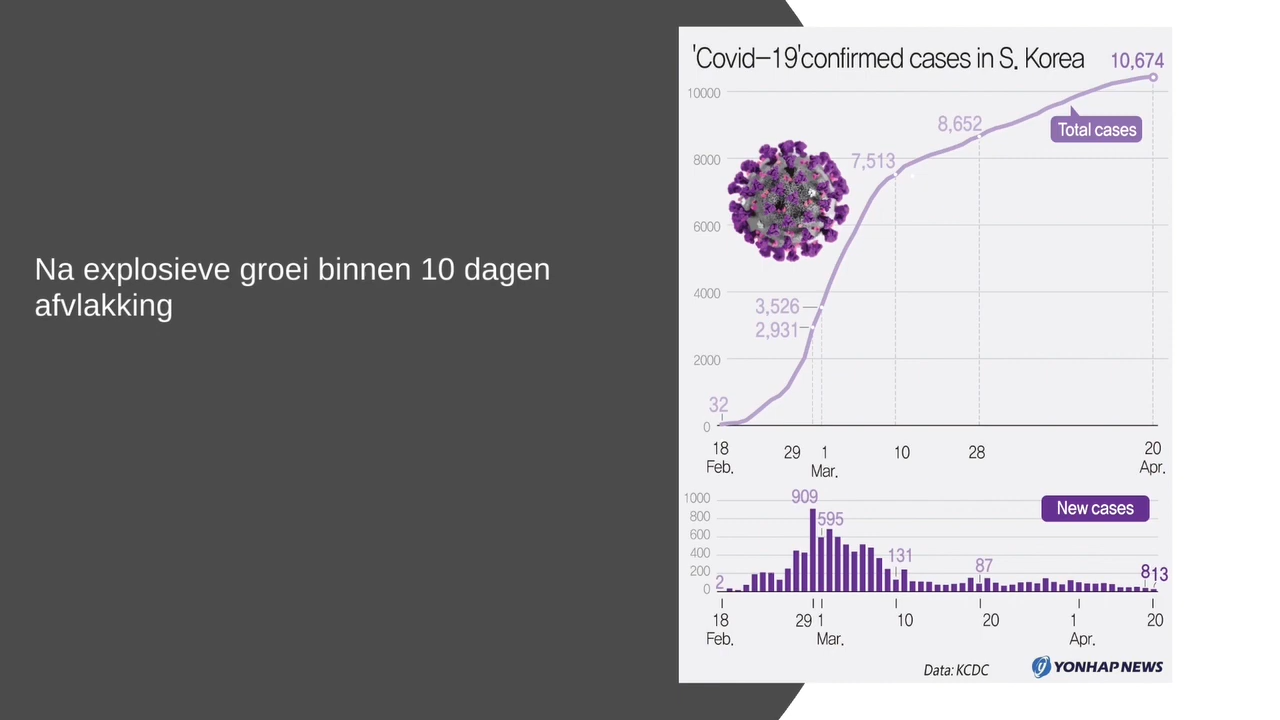 Na explosieve groei binnen 10 dagen
afvlakking
'Covid-19'confirmed cases in S. Korea
10,674
10000
Total cases
8,652
8000
7,513
6000
4000
3,526
2,931
2000
32
0
18 29 1 10 28 20
Feb. Mar. Apr.
1000 909 New cases
800 595
600
400 131
200 2 87 8 13
0
18 29 1 10 20 1 20
Feb. Mar. Apr.
Data: KCDC YONHAP NEWS